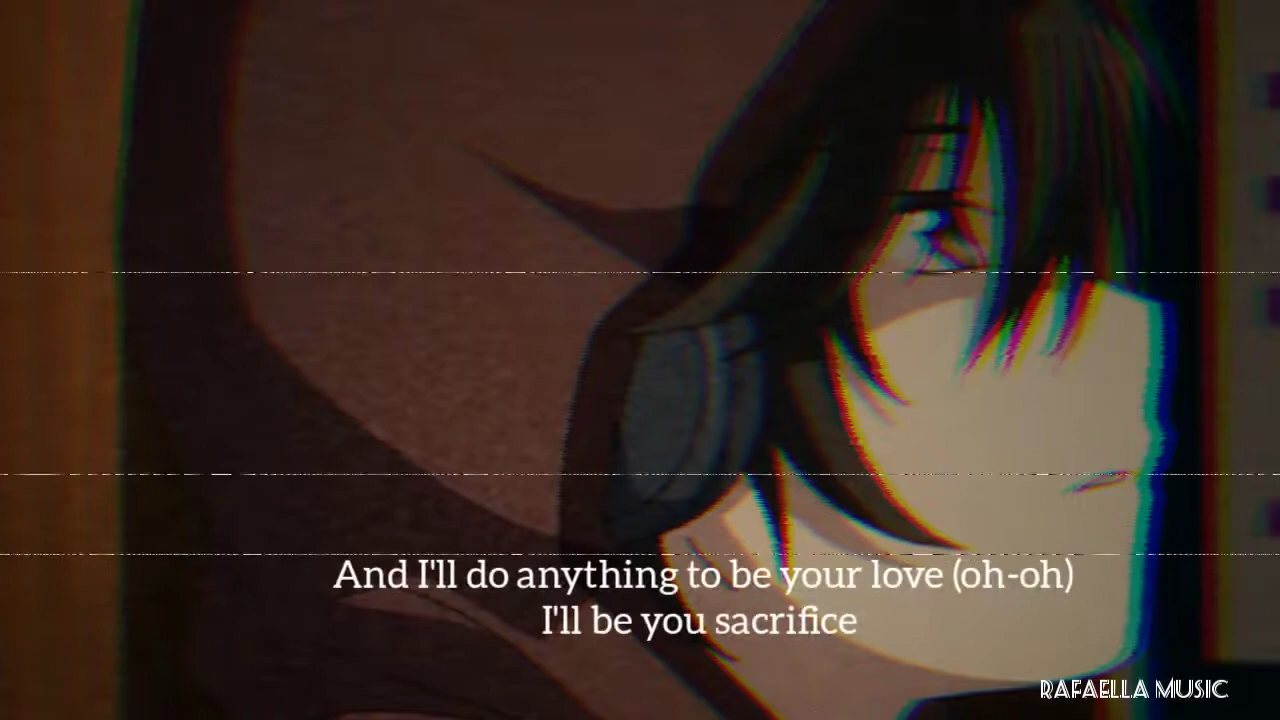 And I'll do anything to be your love (oh-oh)
I'll be you sacrifice
RAFAELLA MUSIC